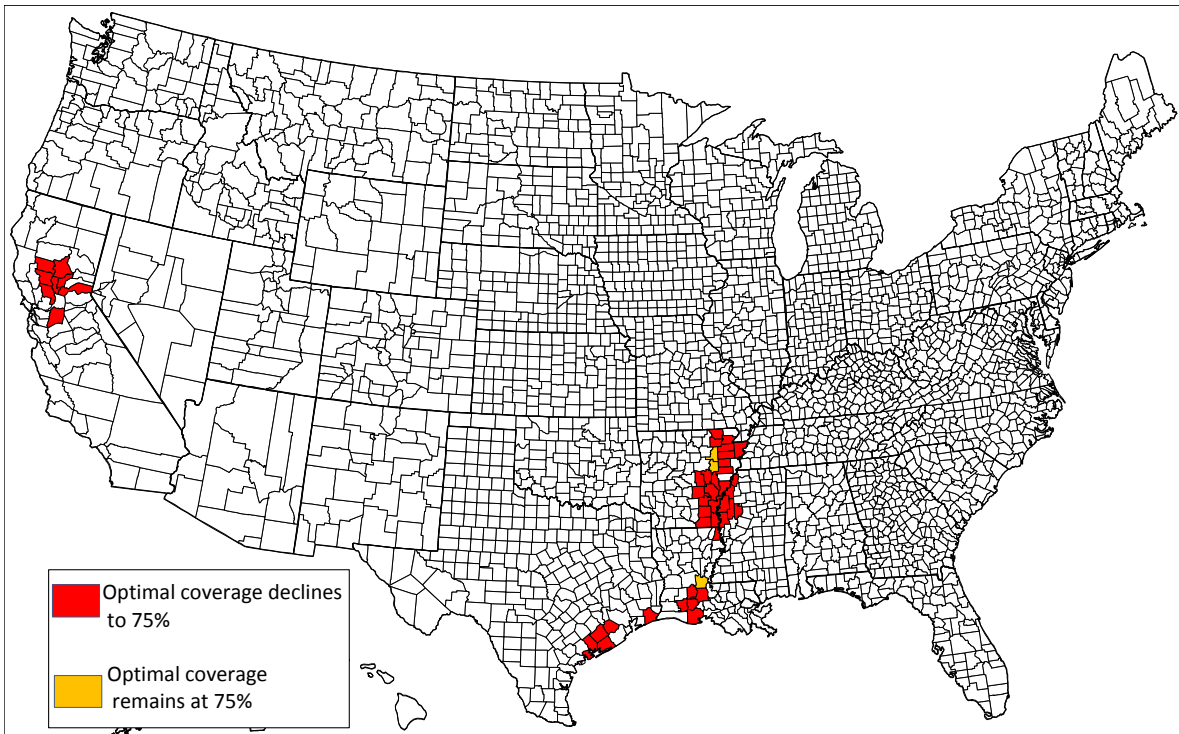 Optimal coverage declines
to 75%
Optimal coverage
remains at 75%